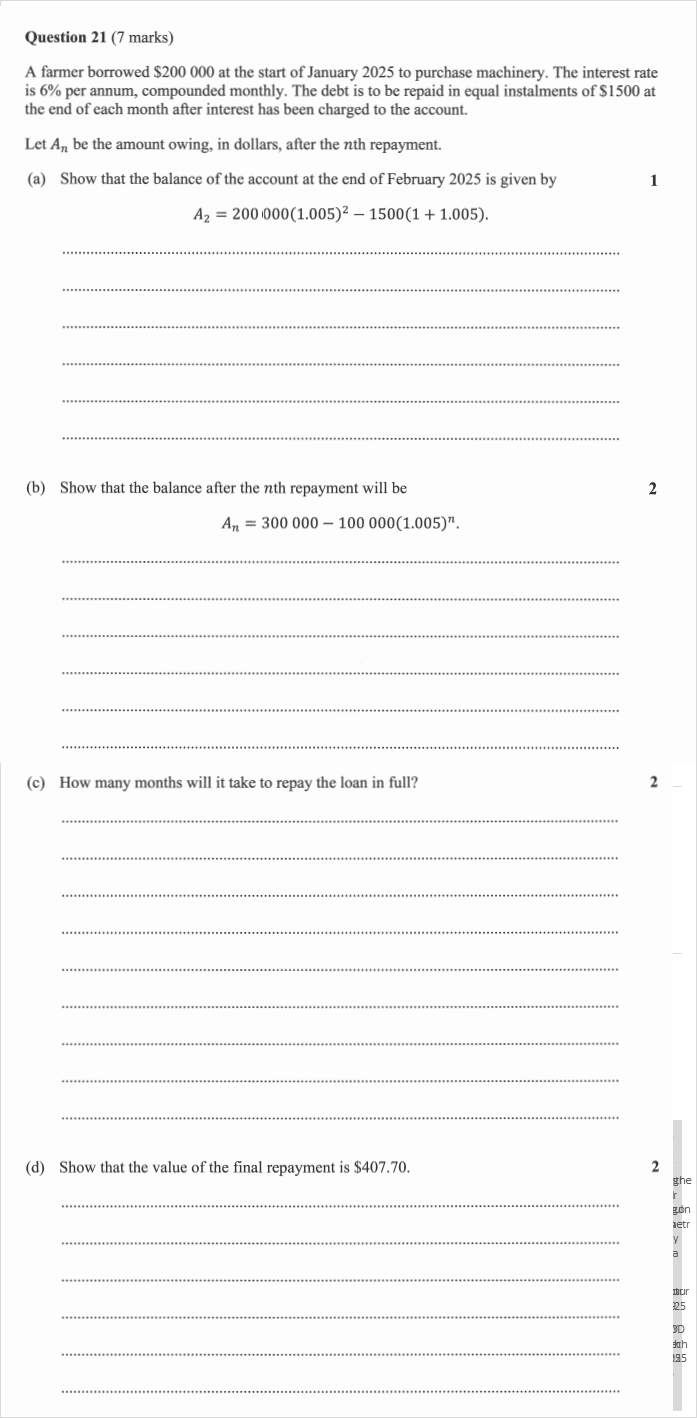 Question 21 (7 marks)
A farmer borrowed $200 000 at the start of January 2025 to purchase machinery. The interest rate
is 6% per annum, compounded monthly. The debt is to be repaid in equal instalments of $1500 at
the end of each month after interest has been charged to the account.
Let Aₙ be the amount owing, in dollars, after the nth repayment.
(a) Show that the balance of the account at the end of February 2025 is given by 1
A₂ = 200 000(1.005)² − 1500(1 + 1.005).
(b) Show that the balance after the nth repayment will be 2
Aₙ = 300 000 − 100 000(1.005)ⁿ.
(c) How many months will it take to repay the loan in full? 2
(d) Show that the value of the final repayment is $407.70. 2